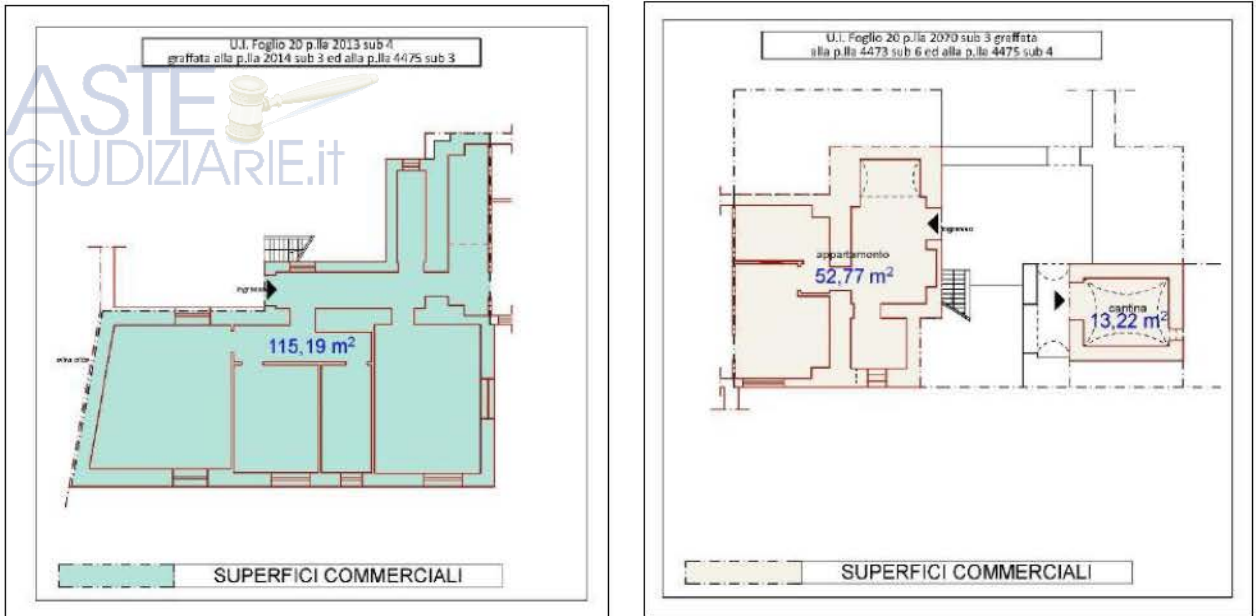 U.I. Foglio 20 p.lla 2013 sub 4
graffata alla p.lla 2014 sub 3 ed alla p.lla 4475 sub 3
ASTE
GIUDIZIARIE.it
ingresso
115,19 m²
altra ditta
SUPERFICI COMMERCIALI
U.I. Foglio 20 p.lla 2070 sub 3 graffata
alla p.lla 4473 sub 6 ed alla p.lla 4475 sub 4
ingresso
appartamento
52,77 m²
cantina
13,22 m²
SUPERFICI COMMERCIALI